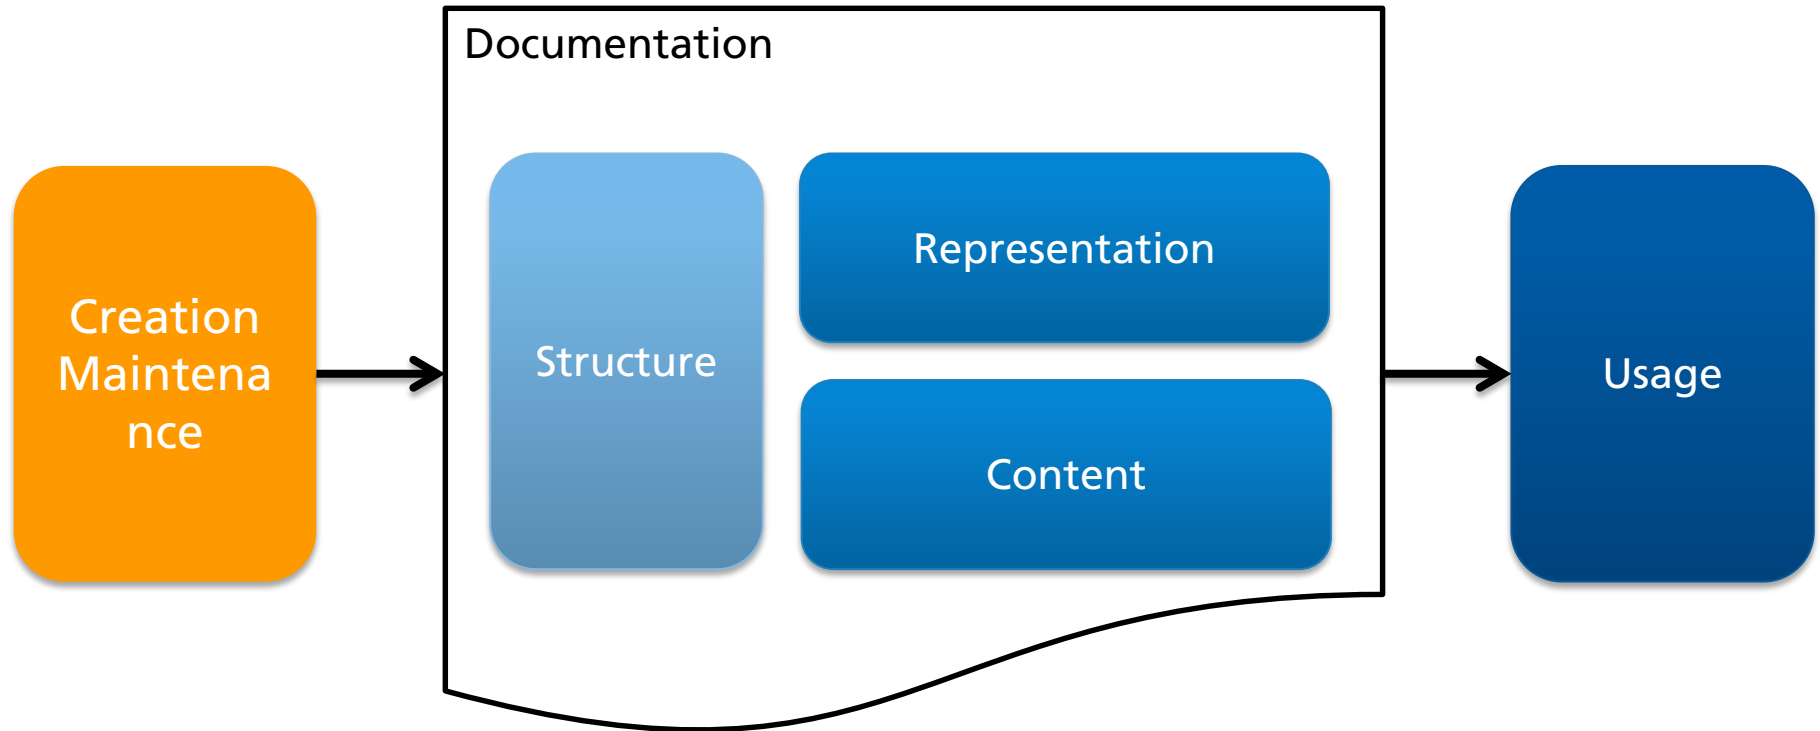 Documentation
Creation
Maintena
nce
Structure
Representation
Content
Usage